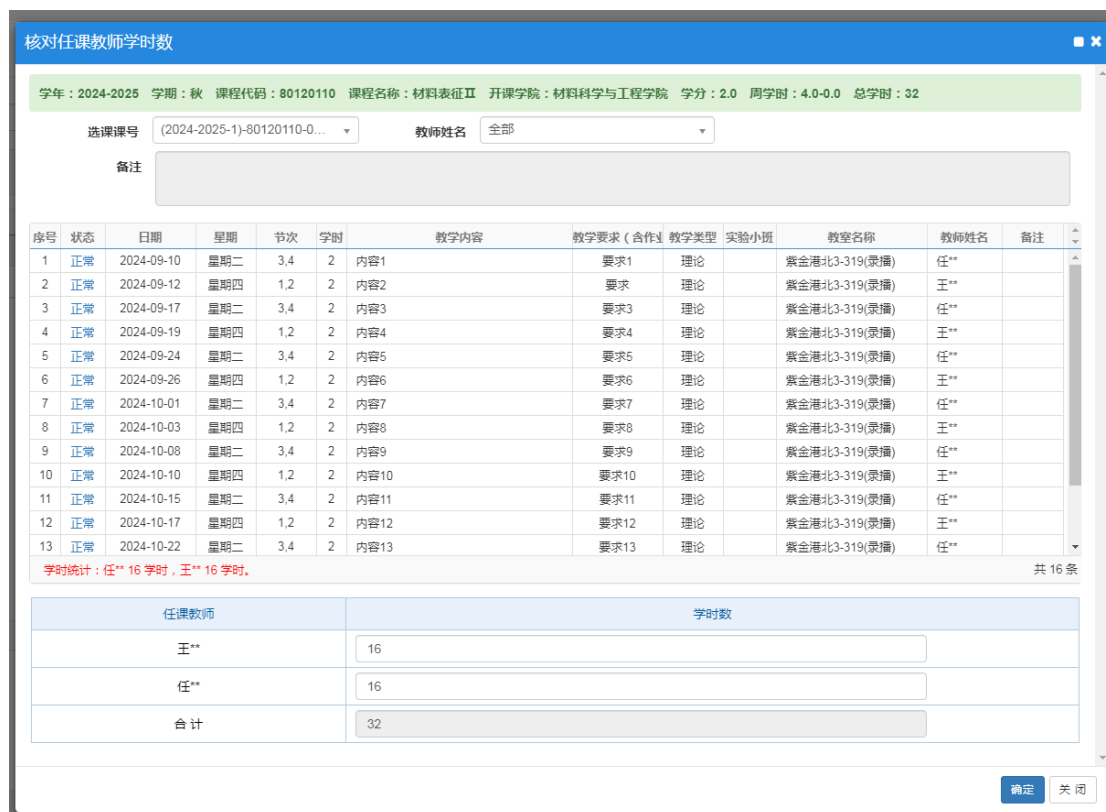 核对任课教师学时数
学年：2024-2025 学期：秋 课程代码：80120110 课程名称：材料表征Ⅱ 开课学院：材料科学与工程学院 学分：2.0 周学时：4.0-0.0 总学时：32
选课课号 (2024-2025-1)-80120110-0... 教师姓名 全部
备注
序号 状态 日期 星期 节次 学时 教学内容 教学要求（含作业 教学类型 实验小班 教室名称 教师姓名 备注
1 正常 2024-09-10 星期二 3,4 2 内容1 要求1 理论 紫金港北3-319(录播) 任**
2 正常 2024-09-12 星期四 1,2 2 内容2 要求 理论 紫金港北3-319(录播) 王**
3 正常 2024-09-17 星期二 3,4 2 内容3 要求3 理论 紫金港北3-319(录播) 任**
4 正常 2024-09-19 星期四 1,2 2 内容4 要求4 理论 紫金港北3-319(录播) 王**
5 正常 2024-09-24 星期二 3,4 2 内容5 要求5 理论 紫金港北3-319(录播) 任**
6 正常 2024-09-26 星期四 1,2 2 内容6 要求6 理论 紫金港北3-319(录播) 王**
7 正常 2024-10-01 星期二 3,4 2 内容7 要求7 理论 紫金港北3-319(录播) 任**
8 正常 2024-10-03 星期四 1,2 2 内容8 要求8 理论 紫金港北3-319(录播) 王**
9 正常 2024-10-08 星期二 3,4 2 内容9 要求9 理论 紫金港北3-319(录播) 任**
10 正常 2024-10-10 星期四 1,2 2 内容10 要求10 理论 紫金港北3-319(录播) 王**
11 正常 2024-10-15 星期二 3,4 2 内容11 要求11 理论 紫金港北3-319(录播) 任**
12 正常 2024-10-17 星期四 1,2 2 内容12 要求12 理论 紫金港北3-319(录播) 王**
13 正常 2024-10-22 星期二 3,4 2 内容13 要求13 理论 紫金港北3-319(录播) 任**
学时统计：任** 16 学时，王** 16 学时。 共 16 条
任课教师 学时数
王** 16
任** 16
合计 32
确定 关闭